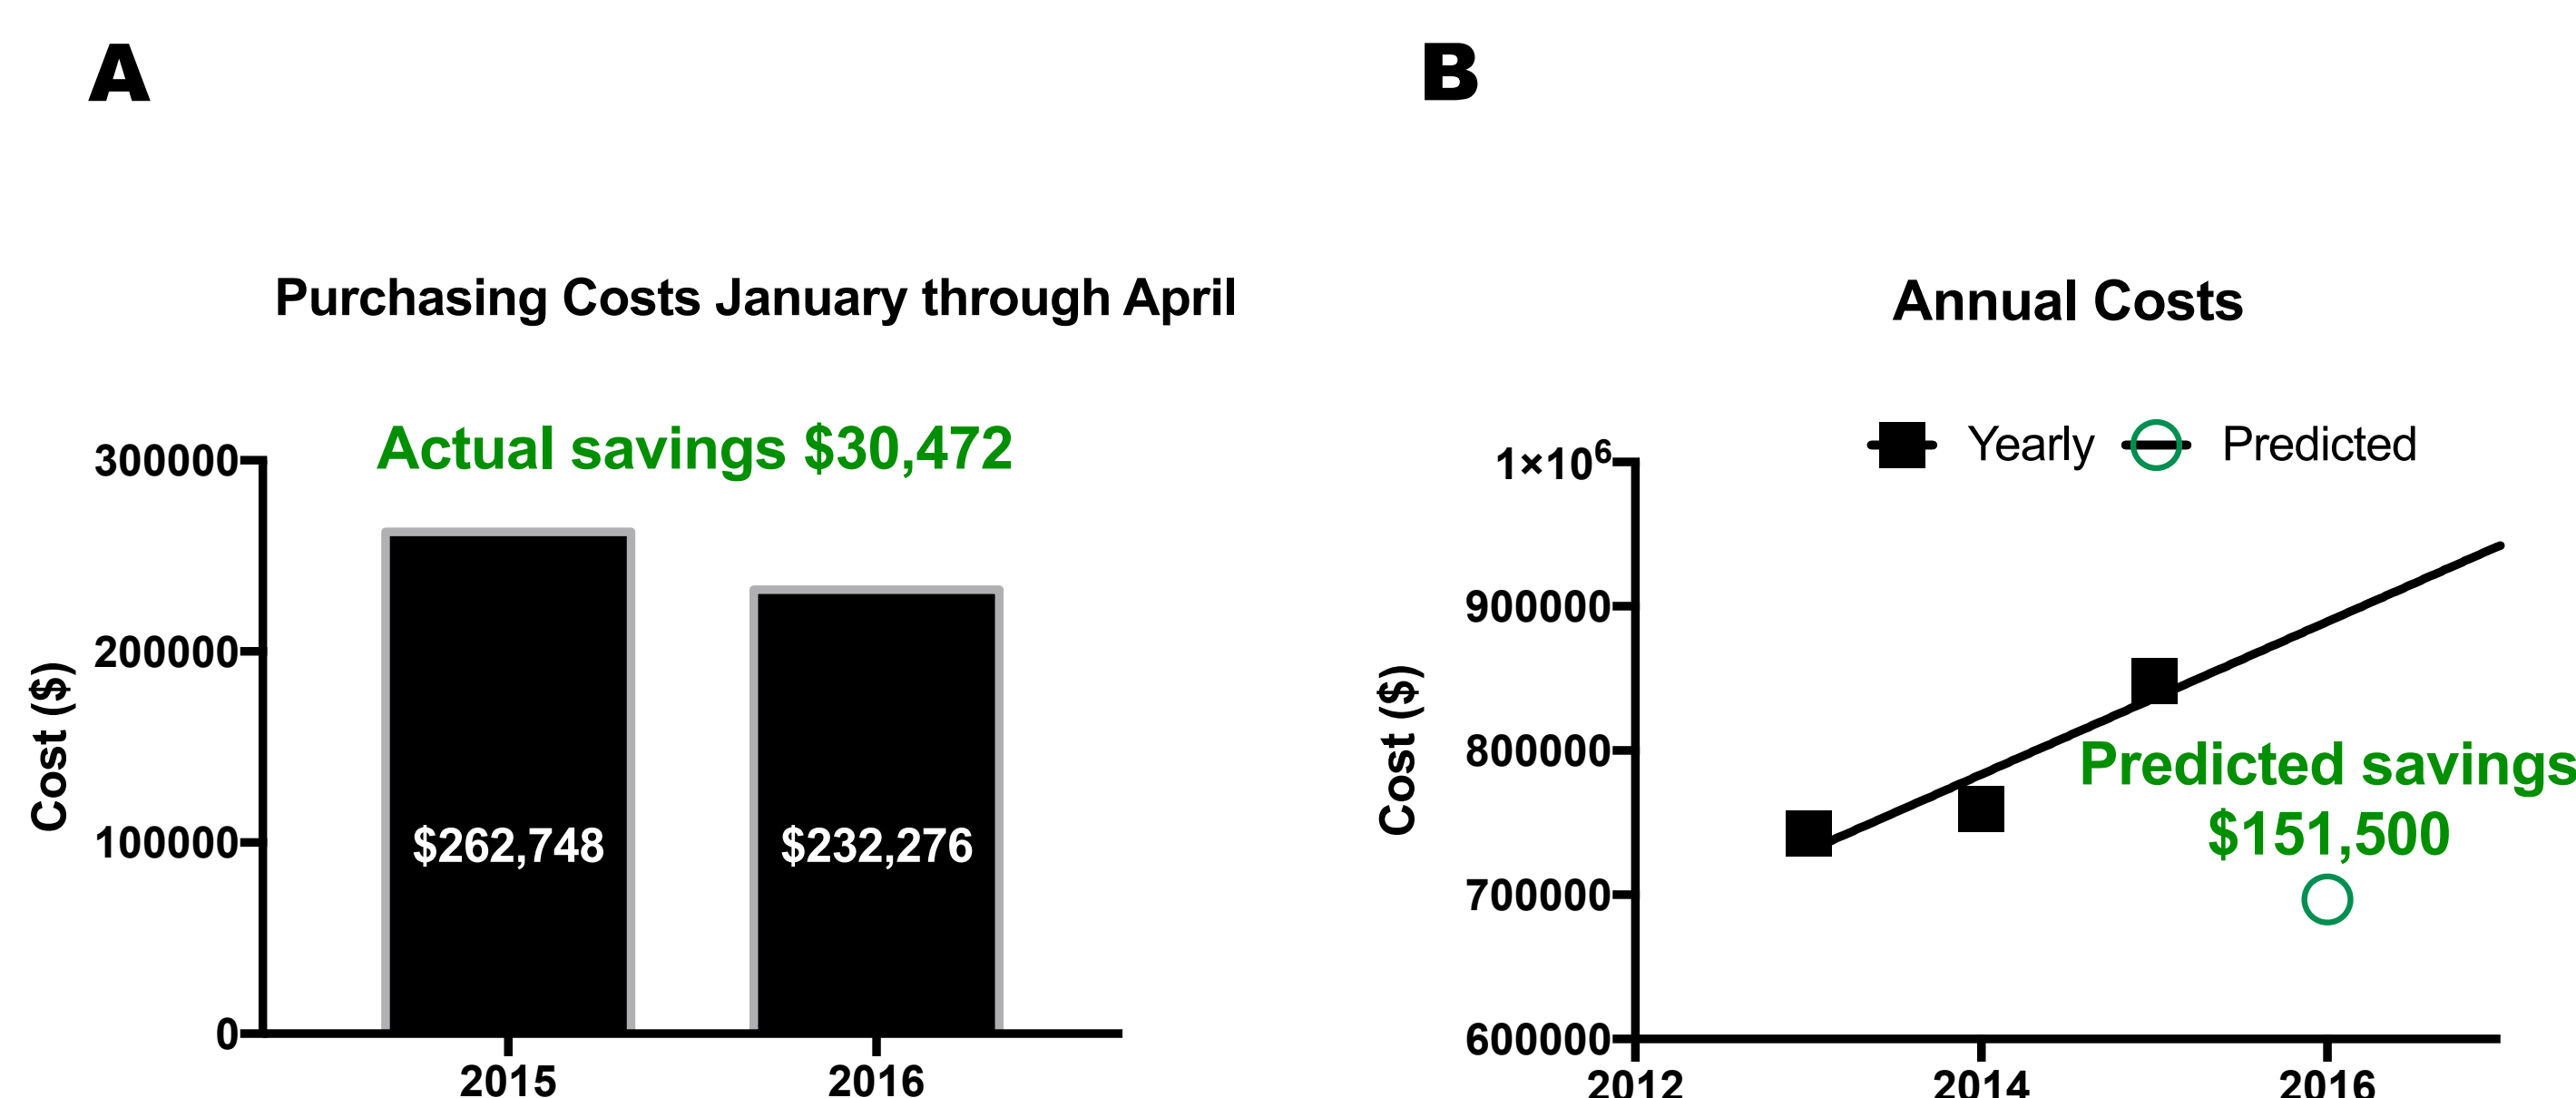 A
Purchasing Costs January through April
Actual savings $30,472
300000
200000
100000
0
Cost ($)
$262,748
$232,276
2015
2016
B
Annual Costs
Yearly
Predicted
1×10⁶
900000
800000
700000
600000
Cost ($)
Predicted savings
$151,500
2012
2014
2016